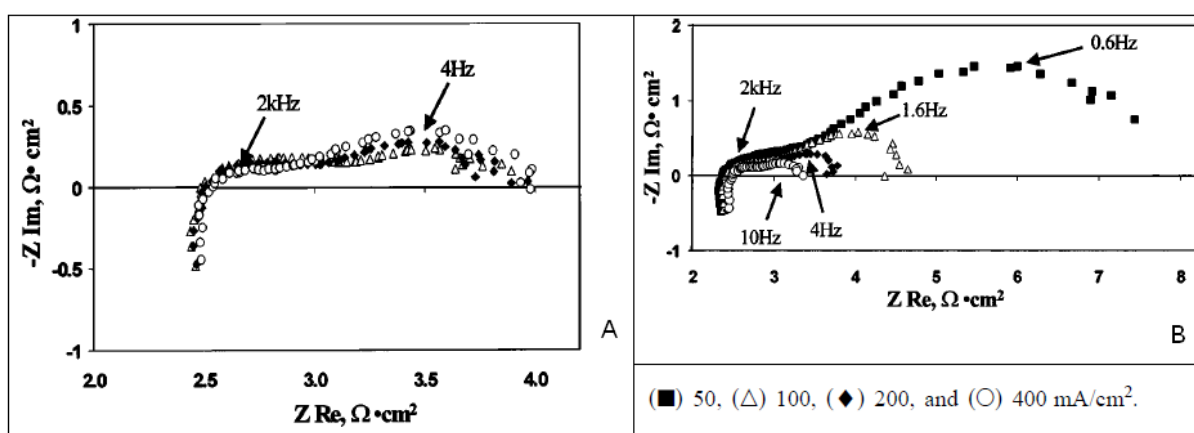 1
0.5
0
-0.5
-1
-Z Im, Ω• cm²
2kHz
4Hz
2.0 2.5 3.0 3.5 4.0
Z Re, Ω •cm²
A
2
1
0
-1
-Z Im, Ω• cm²
0.6Hz
2kHz
1.6Hz
10Hz
4Hz
2 3 4 5 6 7 8
Z Re, Ω •cm²
B
(■) 50, (△) 100, (◆) 200, and (○) 400 mA/cm².